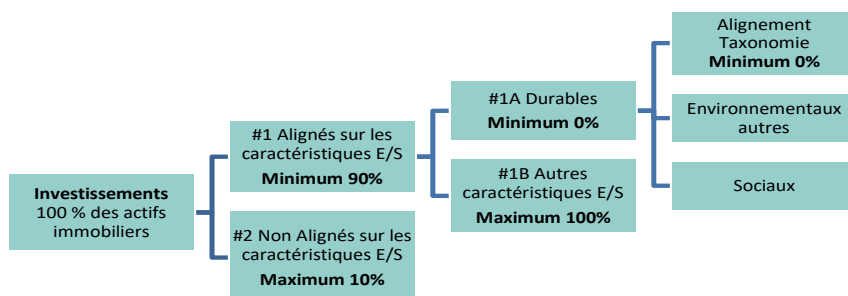 Investissements
100 % des actifs
immobiliers
#1 Alignés sur les
caractéristiques E/S
Minimum 90%
#2 Non Alignés sur les
caractéristiques E/S
Maximum 10%
#1A Durables
Minimum 0%
#1B Autres
caractéristiques E/S
Maximum 100%
Alignement
Taxonomie
Minimum 0%
Environnementaux
autres
Sociaux